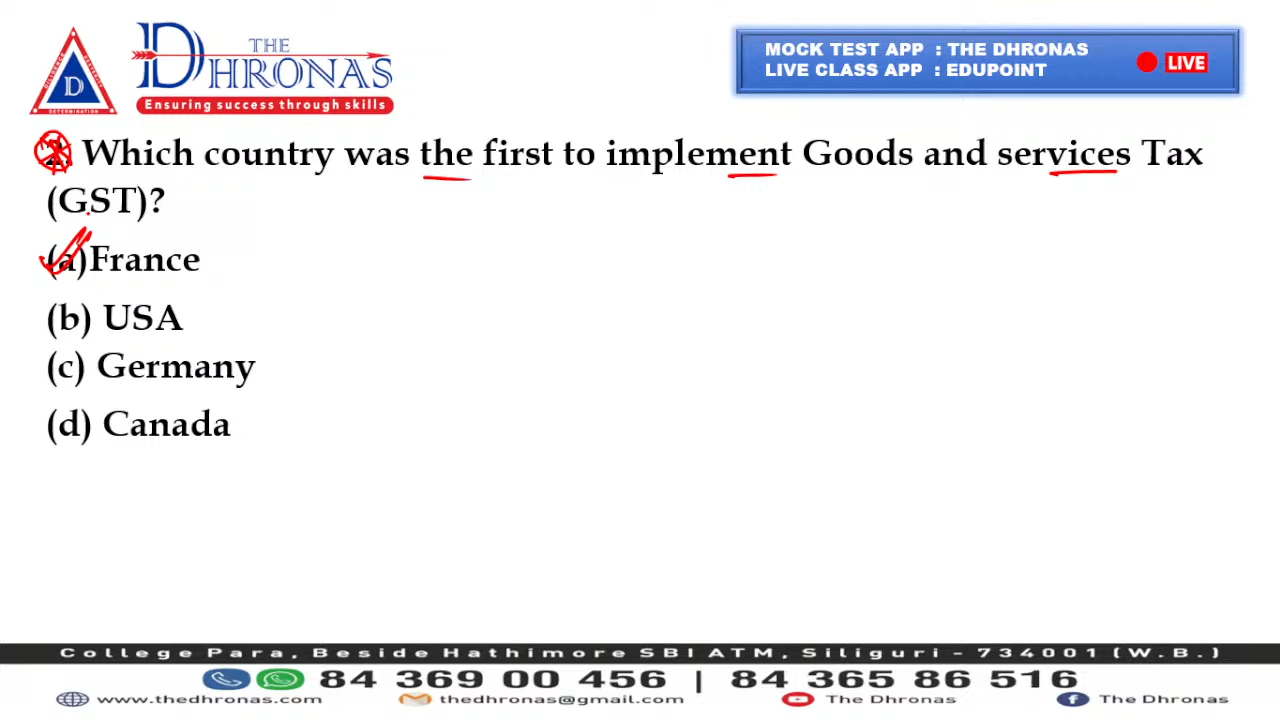 THE
DHRONAS
Ensuring success through skills
D
DETERMINATION
MOCK TEST APP : THE DHRONAS
LIVE CLASS APP : EDUPOINT
LIVE
2. Which country was the first to implement Goods and services Tax
(GST)?
(a)France
(b) USA
(c) Germany
(d) Canada
College Para, Beside Hathimore SBI ATM, Siliguri - 734001 (W.B.)
84 369 00 456 | 84 365 86 516
www.thedhronas.com thedhronas@gmail.com The Dhronas The Dhronas